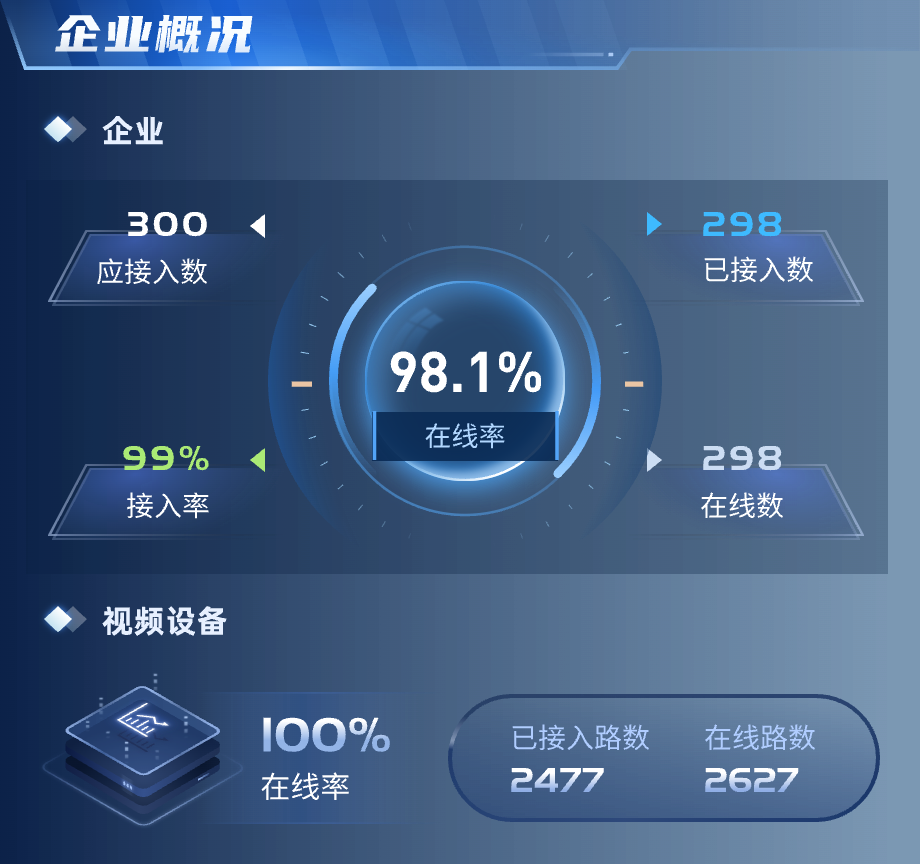 企业概况
企业
300
应接入数
298
已接入数
98.1%
在线率
99%
接入率
298
在线数
视频设备
100%
在线率
已接入路数
2477
在线路数
2627